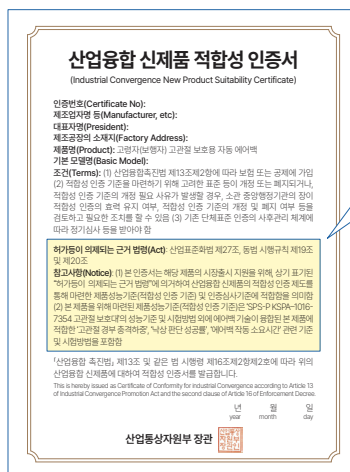 산업융합 신제품 적합성 인증서
(Industrial Convergence New Product Suitability Certificate)
인증번호(Certificate No):
제조업자명 등(Manufacturer, etc):
대표자명(President):
제조공장의 소재지(Factory Address):
제품명(Product): 고령자(보행자) 고관절 보호용 자동 에어백
기본 모델명(Basic Model):
조건(Terms): (1) 산업융합촉진법 제13조제2항에 따라 보험 또는 공제에 가입
(2) 적합성 인증 기준을 마련하기 위해 고려한 표준 등이 개정 또는 폐지되거나,
적합성 인증 기준의 개정 필요 사유가 발생할 경우, 소관 중앙행정기관의 장이
적합성 인증의 효력 유지 여부, 적합성 인증 기준의 개정 및 폐지 여부 등을
검토하고 필요한 조치를 할 수 있음 (3) 기존 단체표준 인증의 사후관리 체계에
따라 정기심사 등을 받아야 함
허가등이 의제되는 근거 법령(Act): 산업표준화법 제27조, 동법 시행규칙 제19조
및 제20조
참고사항(Notice): (1) 본 인증서는 해당 제품의 시장출시 지원을 위해, 상기 표기된
"허가등이 의제되는 근거 법령"에 의거하여 산업융합 신제품의 적합성 인증 제도를
통해 마련한 제품성능기준(적합성 인증 기준) 및 인증심사기준에 적합함을 의미함
(2) 본 제품을 위해 마련된 제품성능기준(적합성 인증 기준)은 'SPS-P KSPA-1016-
7354 고관절 보호대'의 성능기준 및 시험방법 외에 에어백 기술이 융합된 본 제품에
적합한 '고관절 경부 충격하중', '낙상 판단 성공률', '에어백 작동 소요시간' 관련 기준
및 시험방법을 포함함
「산업융합 촉진법」 제13조 및 같은 법 시행령 제16조제2항제2호에 따라 위의
산업융합 신제품에 대하여 적합성 인증서를 발급합니다.
This is hereby issued as Certificate of Conformity for Industrial Convergence according to Article 13
of Industrial Convergence Promotion Act and the second clause of Article 16 of Enforcement Decree.
년 월 일
year month day
산업통상자원부 장관